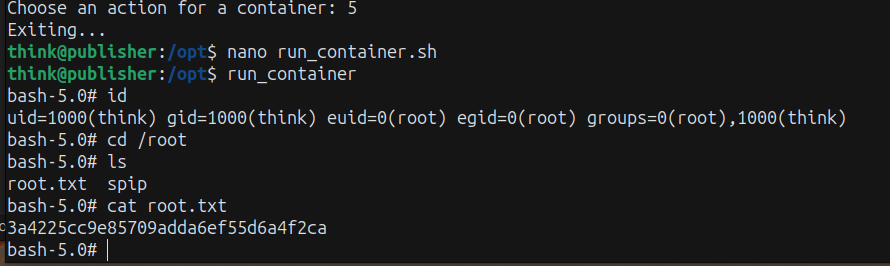 Choose an action for a container: 5
Exiting...
think@publisher:/opt$ nano run_container.sh
think@publisher:/opt$ run_container
bash-5.0# id
uid=1000(think) gid=1000(think) euid=0(root) egid=0(root) groups=0(root),1000(think)
bash-5.0# cd /root
bash-5.0# ls
root.txt  spip
bash-5.0# cat root.txt
3a4225cc9e85709adda6ef55d6a4f2ca
bash-5.0#